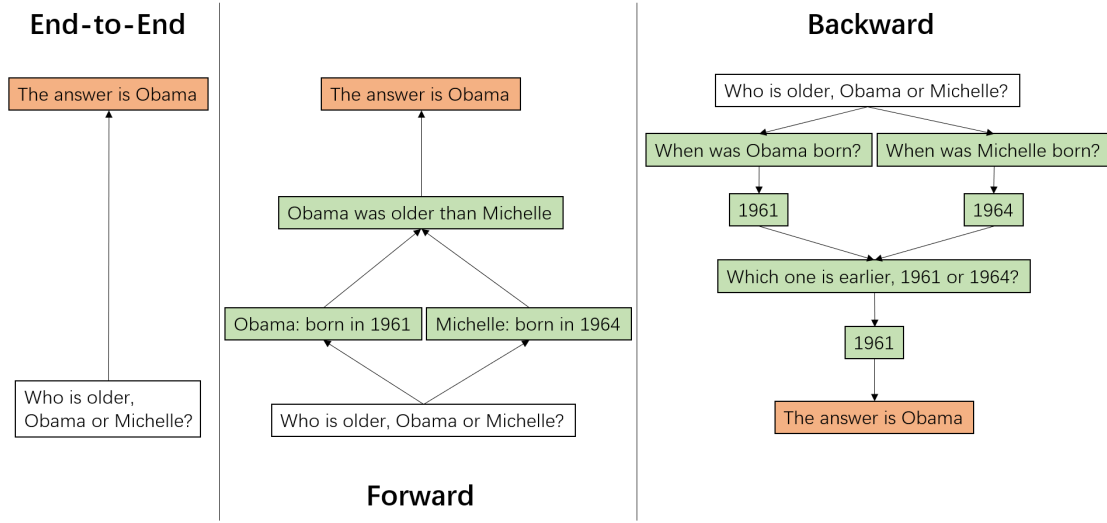 End-to-End
The answer is Obama
Who is older,
Obama or Michelle?
The answer is Obama
Obama was older than Michelle
Obama: born in 1961
Michelle: born in 1964
Who is older, Obama or Michelle?
Forward
Backward
Who is older, Obama or Michelle?
When was Obama born?
When was Michelle born?
1961
1964
Which one is earlier, 1961 or 1964?
1961
The answer is Obama